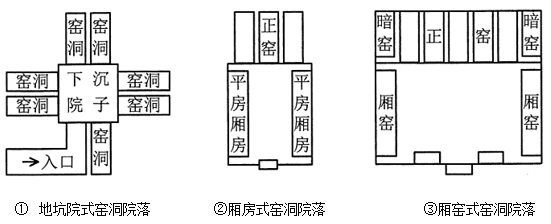 窑洞 窑洞
窑洞 下沉 窑洞
窑洞 院子 窑洞
窑洞
→入口
正窑
平房厢房 平房厢房
暗窑 正 窑 暗窑
厢窑 厢窑
① 地坑院式窑洞院落 ②厢房式窑洞院落 ③厢窑式窑洞院落